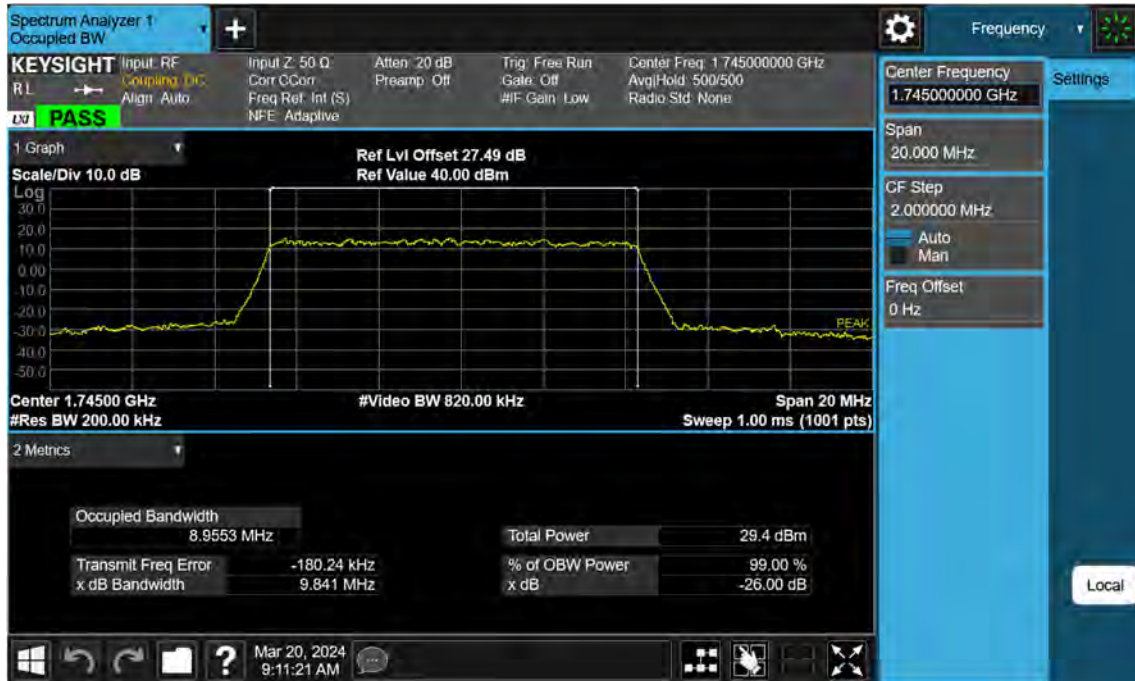 Spectrum Analyzer 1
Occupied BW
+
Frequency
KEYSIGHT
RL
LXI
PASS
Input: RF
Coupling: DC
Align: Auto
Input Z: 50 Ω
Corr CCorr
Freq Ref: Int (S)
NFE: Adaptive
Atten: 20 dB
Preamp: Off
Trig: Free Run
Gate: Off
#IF Gain: Low
Center Freq: 1.745000000 GHz
Avg|Hold: 500/500
Radio Std: None
Center Frequency
1.745000000 GHz
Settings
Span
20.000 MHz
CF Step
2.000000 MHz
Auto
Man
Freq Offset
0 Hz
1 Graph
Scale/Div 10.0 dB
Ref Lvl Offset 27.49 dB
Ref Value 40.00 dBm
Log
30.0
20.0
10.0
0.00
-10.0
-20.0
-30.0
-40.0
-50.0
PEAK
Center 1.74500 GHz
#Video BW 820.00 kHz
Span 20 MHz
#Res BW 200.00 kHz
Sweep 1.00 ms (1001 pts)
2 Metrics
Occupied Bandwidth
8.9553 MHz
Total Power 29.4 dBm
Transmit Freq Error -180.24 kHz
% of OBW Power 99.00 %
x dB Bandwidth 9.841 MHz
x dB -26.00 dB
Local
?
Mar 20, 2024
9:11:21 AM